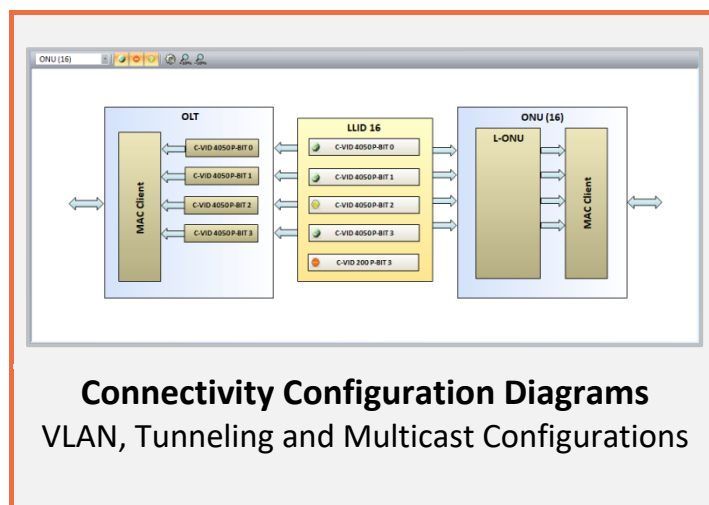 ONU (16)
OLT
LLID 16
ONU (16)
MAC Client
C-VID 4050 P-BIT 0
C-VID 4050 P-BIT 1
C-VID 4050 P-BIT 2
C-VID 4050 P-BIT 3
C-VID 4050 P-BIT 0
C-VID 4050 P-BIT 1
C-VID 4050 P-BIT 2
C-VID 4050 P-BIT 3
C-VID 200 P-BIT 3
L-ONU
MAC Client
Connectivity Configuration Diagrams
VLAN, Tunneling and Multicast Configurations